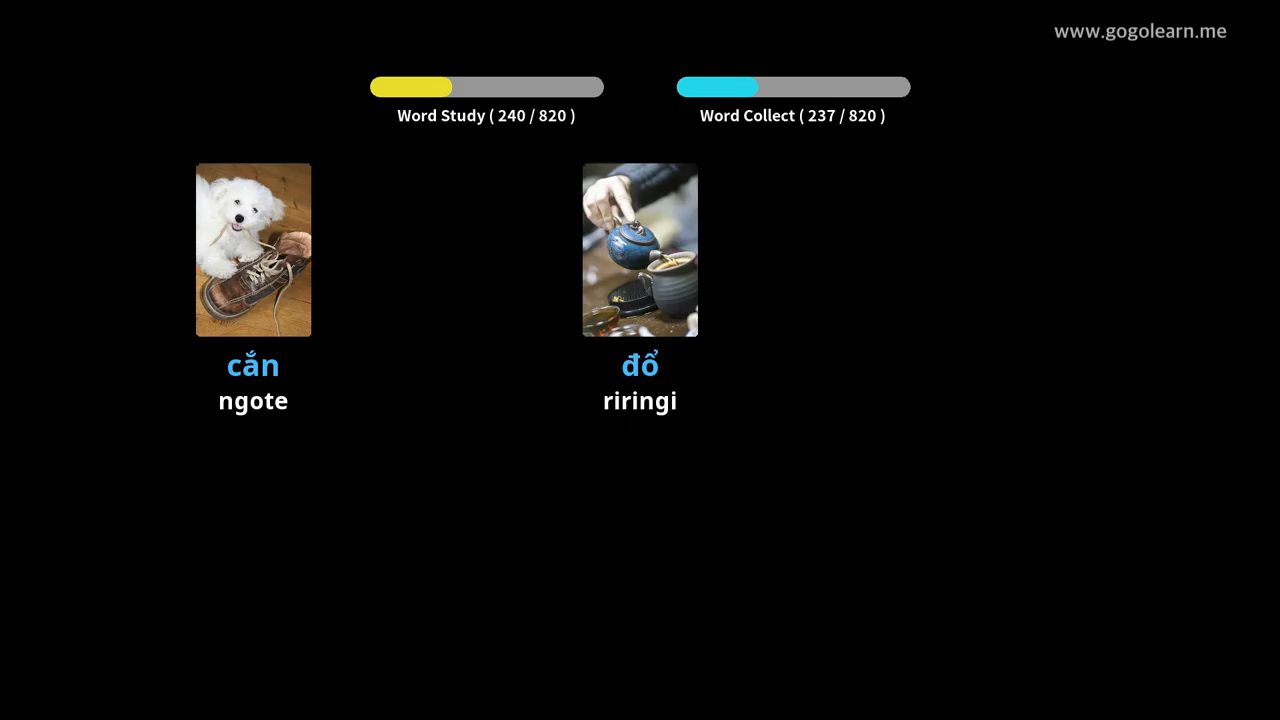 www.gogolearn.me
Word Study ( 240 / 820 )
Word Collect ( 237 / 820 )
cắn
ngote
đổ
riringi